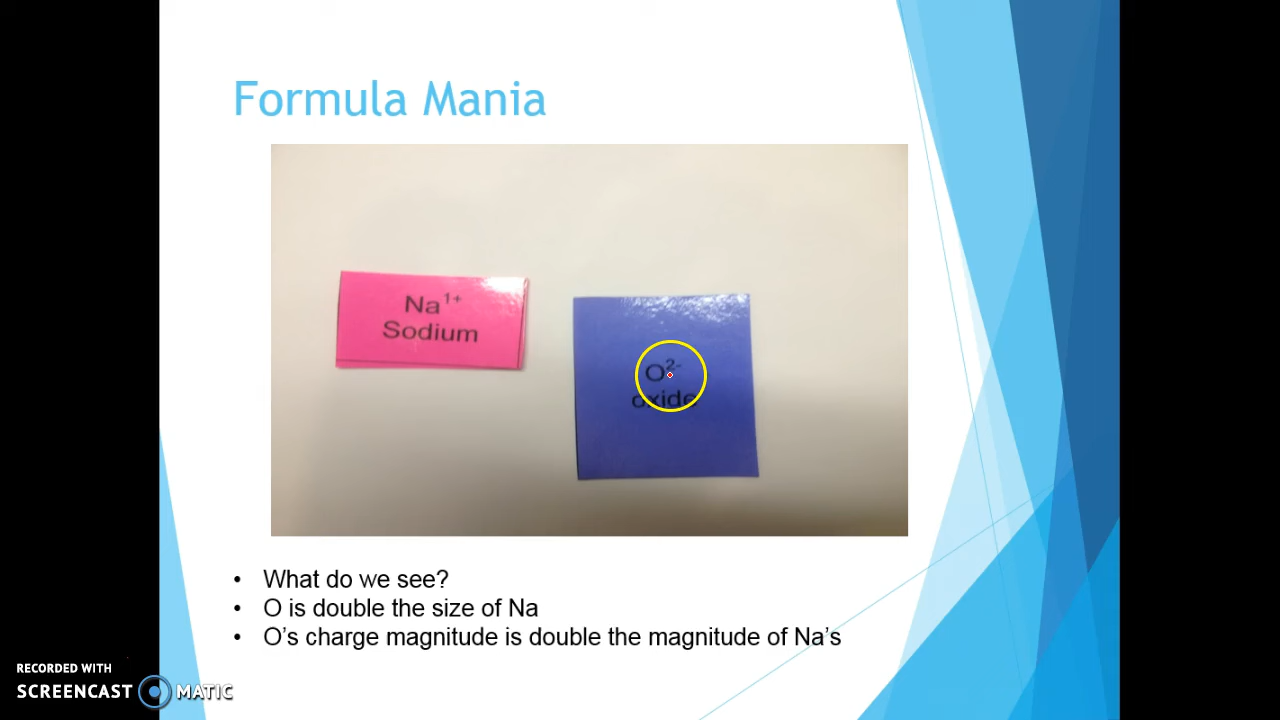 Formula Mania
Na¹⁺
Sodium
O²⁻
oxide
• What do we see?
• O is double the size of Na
• O's charge magnitude is double the magnitude of Na's
RECORDED WITH
SCREENCAST MATIC